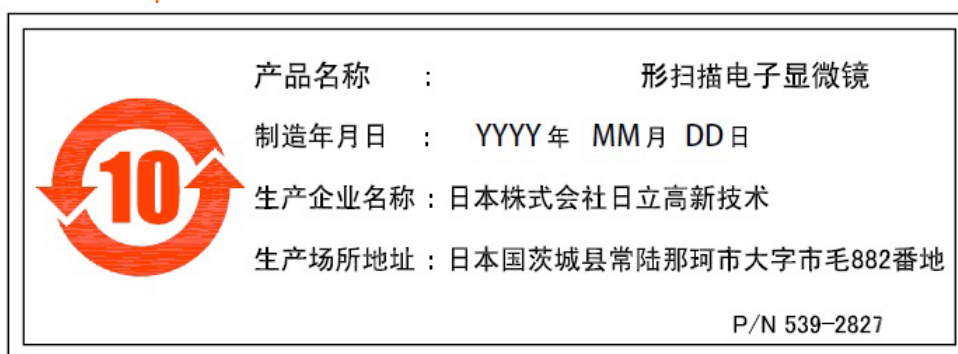 产品名称 : 形扫描电子显微镜
制造年月日 : YYYY年 MM月 DD日
10
生产企业名称：日本株式会社日立高新技术
生产场所地址：日本国茨城县常陆那珂市大字市毛882番地
P/N 539-2827